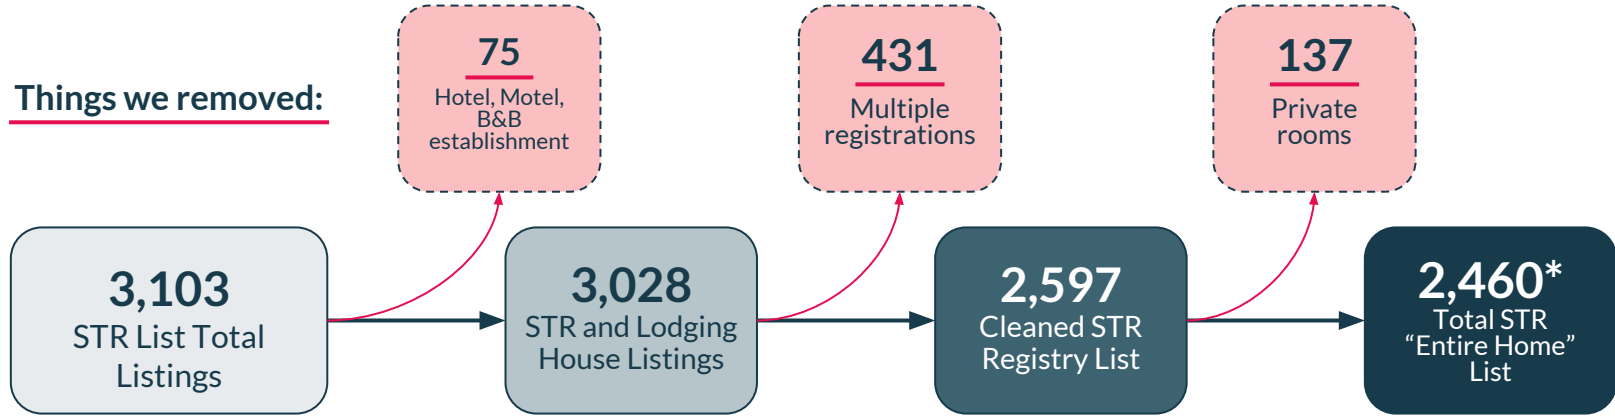 Things we removed:
75
Hotel, Motel,
B&B
establishment
431
Multiple
registrations
137
Private
rooms
3,103
STR List Total
Listings
3,028
STR and Lodging
House Listings
2,597
Cleaned STR
Registry List
2,460*
Total STR
“Entire Home”
List